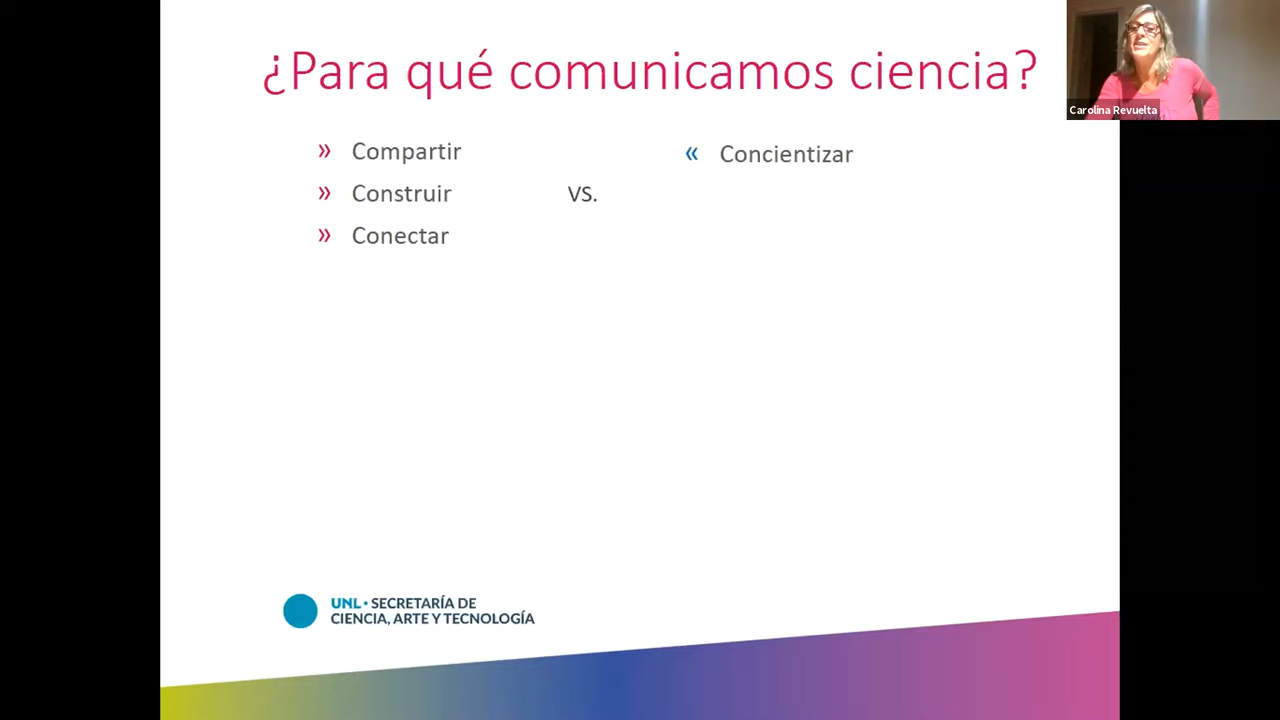 ¿Para qué comunicamos ciencia?
Carolina Revuelta
» Compartir
» Construir
» Conectar
vs.
« Concientizar
UNL • SECRETARÍA DE
CIENCIA, ARTE Y TECNOLOGÍA